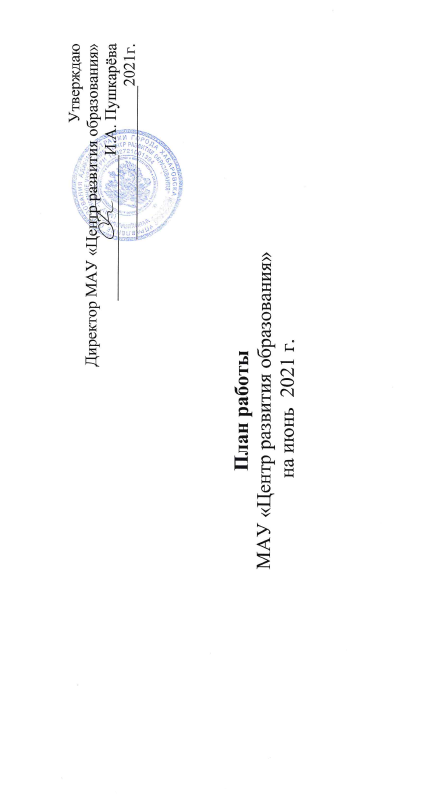 Утверждаю
Директор МАУ «Центр развития образования»
И.А. Пушкарёва
2021г.
План работы
МАУ «Центр развития образования»
на июнь 2021 г.